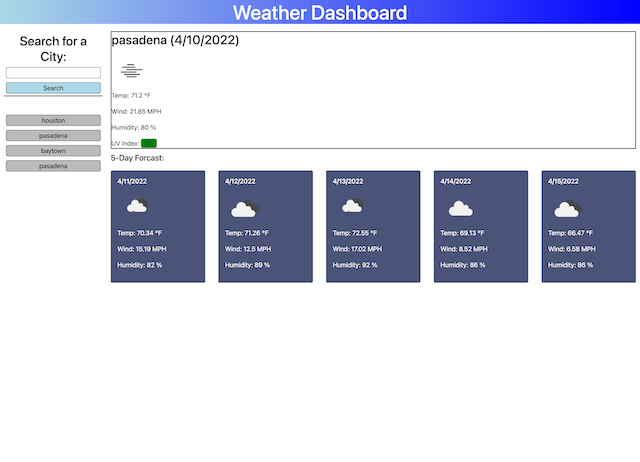 Weather Dashboard
Search for a
City:
Search
houston
pasadena
baytown
pasadena
pasadena (4/10/2022)
Temp: 71.2 °F
Wind: 21.85 MPH
Humidity: 80 %
UV Index:
5-Day Forcast:
4/11/2022
Temp: 70.34 °F
Wind: 15.19 MPH
Humidity: 82 %
4/12/2022
Temp: 71.26 °F
Wind: 12.5 MPH
Humidity: 89 %
4/13/2022
Temp: 72.55 °F
Wind: 17.02 MPH
Humidity: 92 %
4/14/2022
Temp: 69.13 °F
Wind: 8.52 MPH
Humidity: 86 %
4/15/2022
Temp: 66.47 °F
Wind: 6.58 MPH
Humidity: 86 %